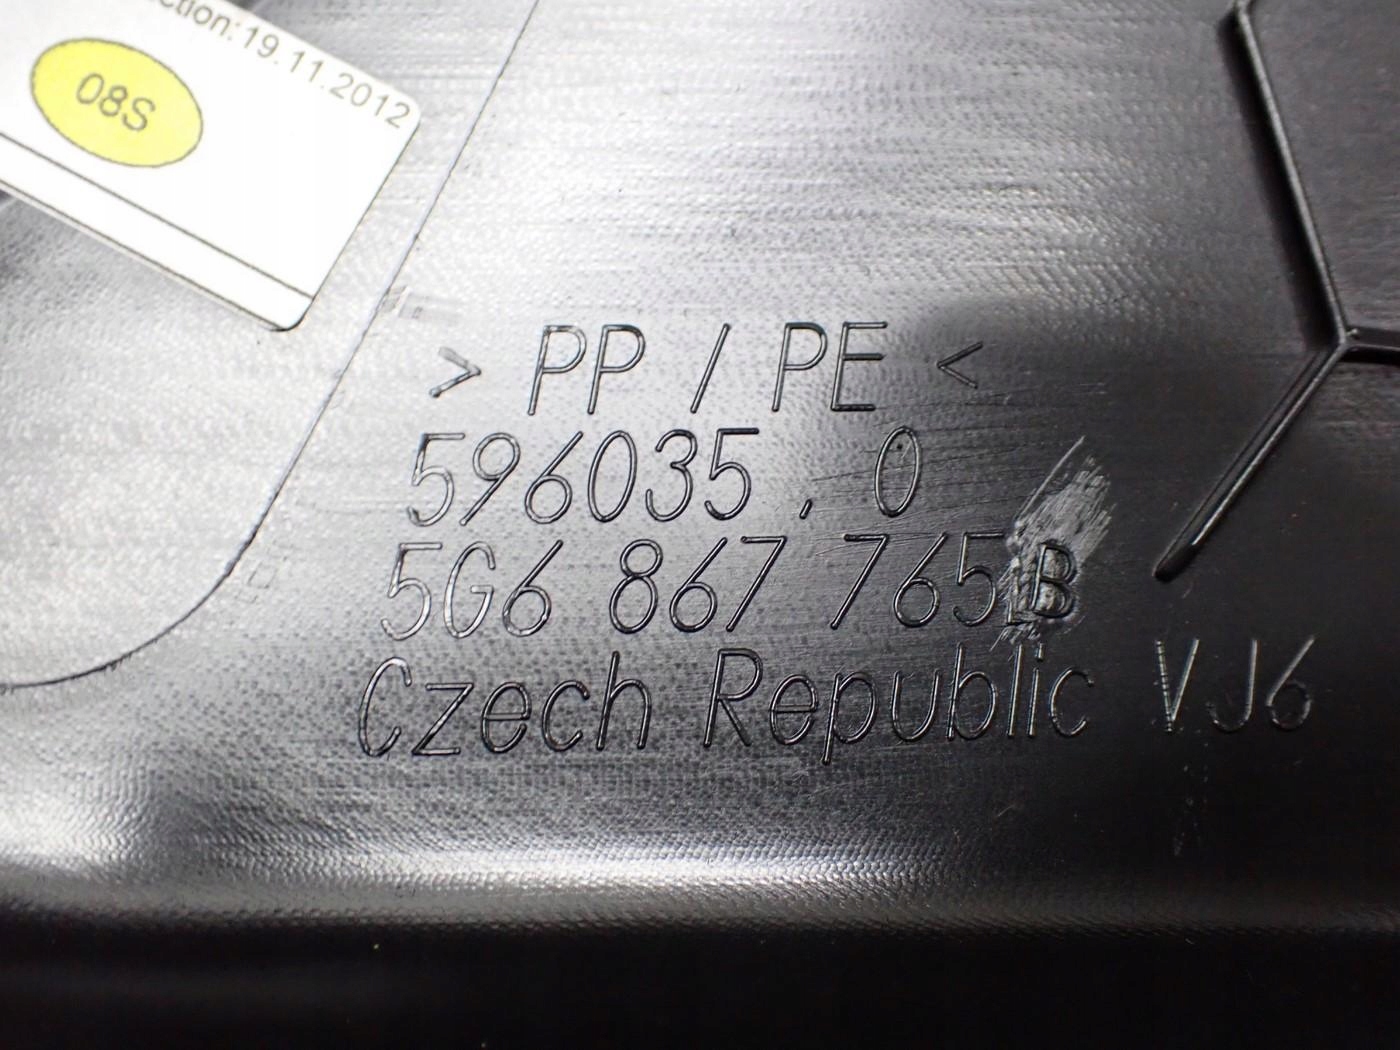 ction: 19.11.2012
08S
> PP / PE <
596035 . 0
5G6 867 765 B
Czech Republic VJ6